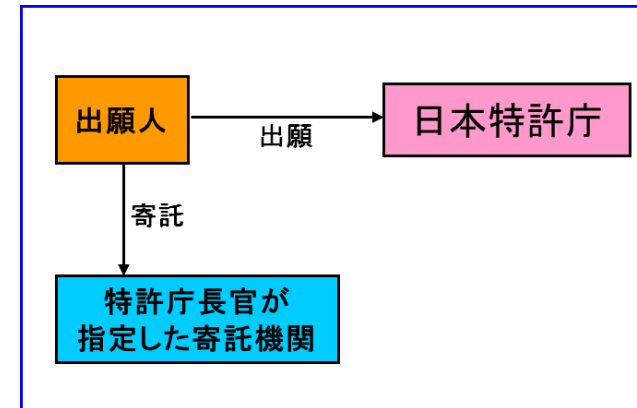 出願人
出願
日本特許庁
寄託
特許庁長官が
指定した寄託機関